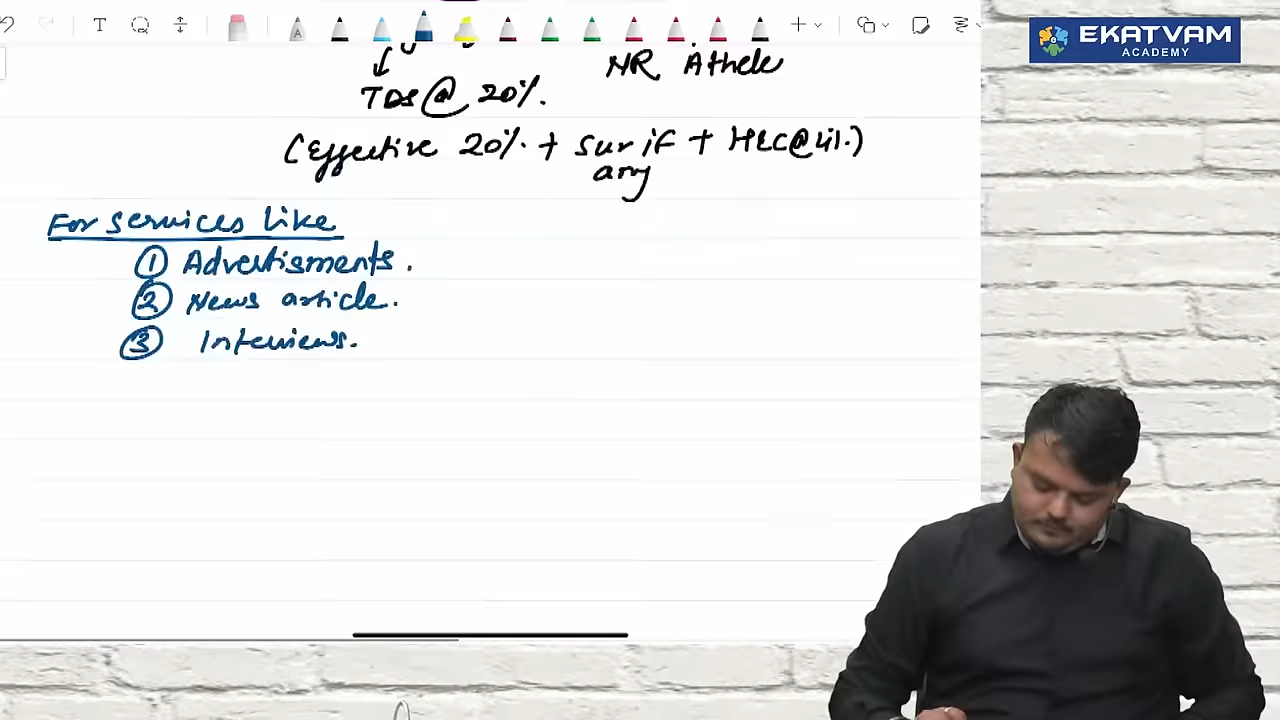 EKATVAM
ACADEMY
NR Athele
TDS @ 20%.
(Effective 20% + Sur if + HEC@4%.)
any
For services like
① Advertisments.
② News article.
③ Interviews.